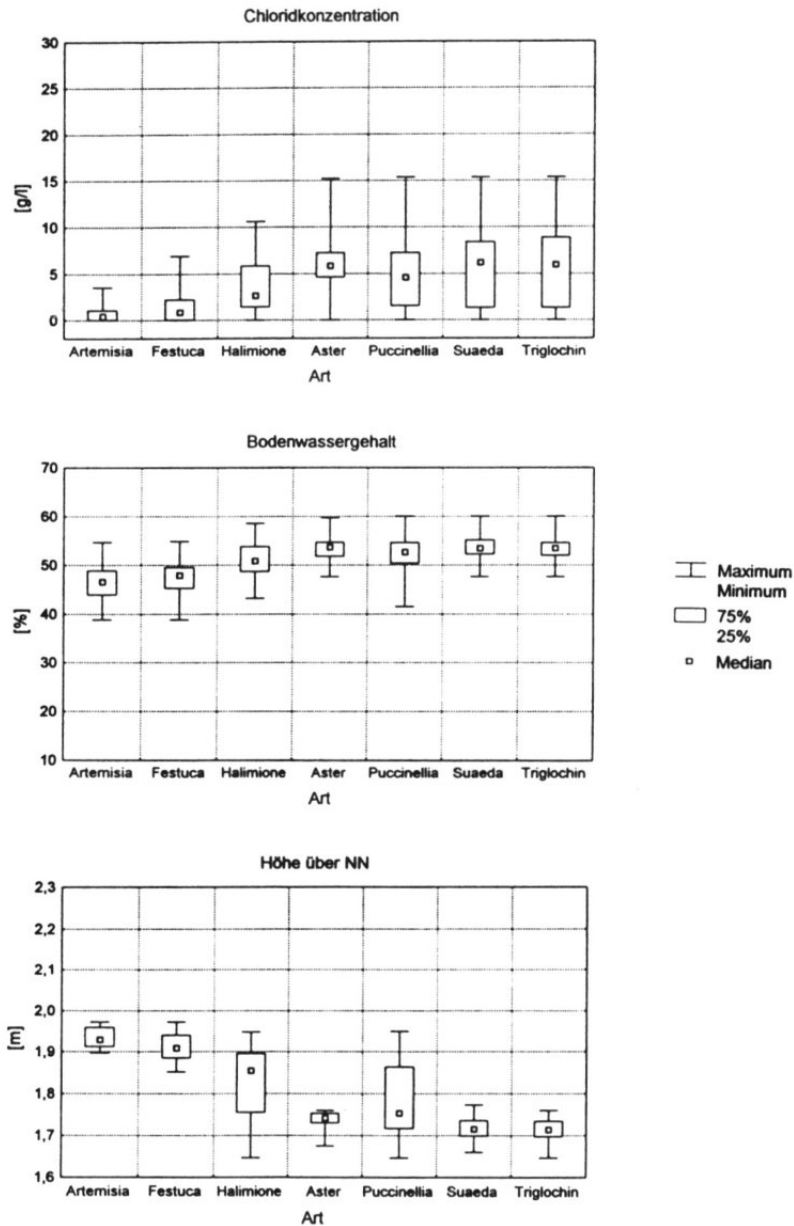 Chloridkonzentration
30
25
20
15
10
5
0
[g/l]
Artemisia Festuca Halimione Aster Puccinellia Suaeda Triglochin
Art
Bodenwassergehalt
70
60
50
40
30
20
10
[%]
Artemisia Festuca Halimione Aster Puccinellia Suaeda Triglochin
Art
Maximum
Minimum
75%
25%
Median
Höhe über NN
2,3
2,2
2,1
2,0
1,9
1,8
1,7
1,6
[m]
Artemisia Festuca Halimione Aster Puccinellia Suaeda Triglochin
Art